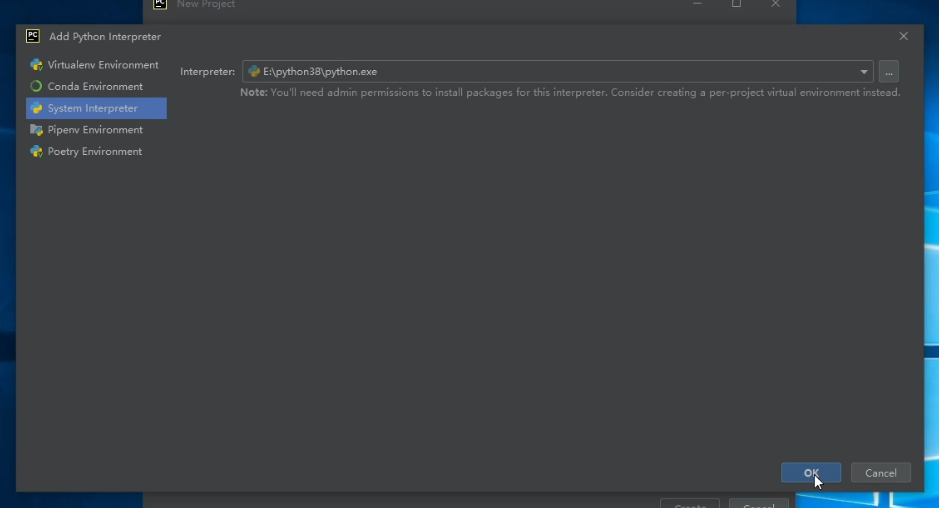 PC New Project
PC Add Python Interpreter
Virtualenv Environment
Conda Environment
System Interpreter
Pipenv Environment
Poetry Environment
Interpreter: E:\python38\python.exe ...
Note: You'll need admin permissions to install packages for this interpreter. Consider creating a per-project virtual environment instead.
OK Cancel
Create Cancel